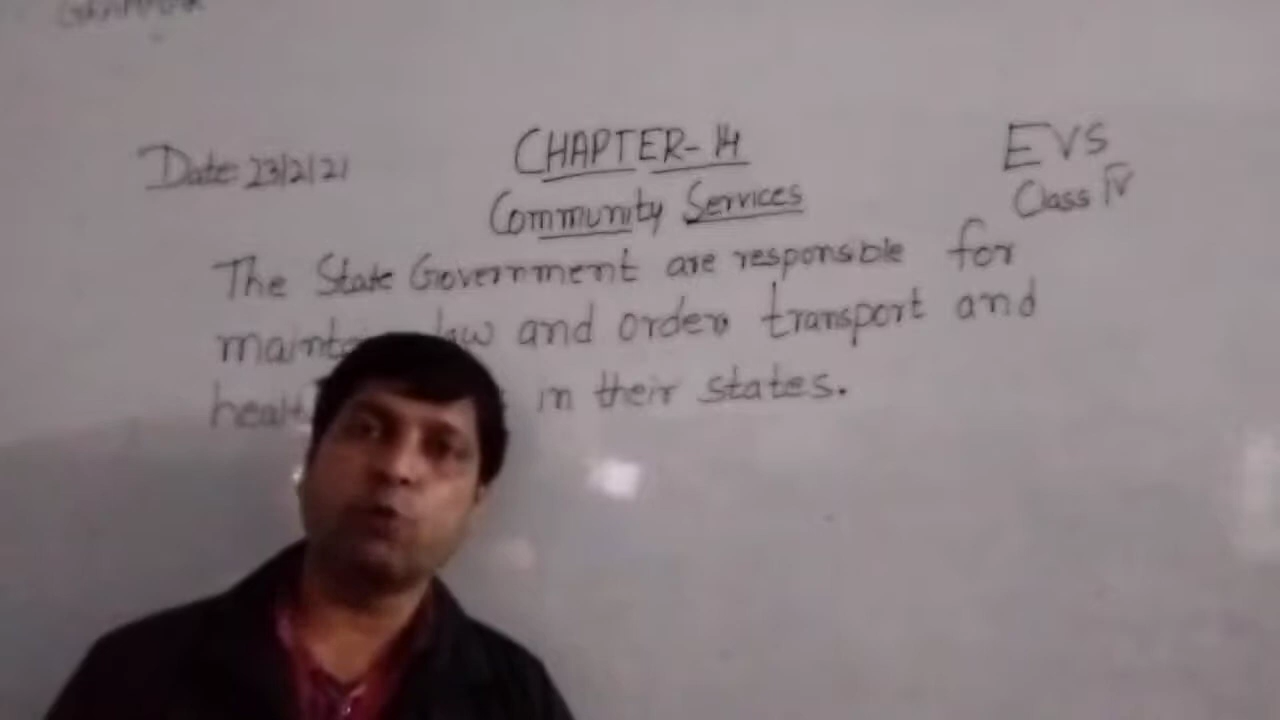 Date: 23/2/21
CHAPTER-14
EVS
Community Services
Class IV
The State Government are responsible for
law and order, transport and
in their states.